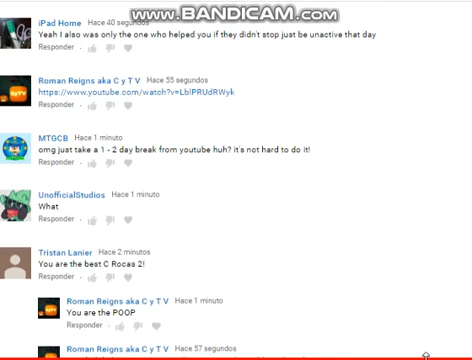 www.BANDICAM.com
iPad Home Hace 40 segundos
Yeah I also was only the one who helped you if they didn't stop just be unactive that day
Responder
Roman Reigns aka C y T V Hace 55 segundos
https://www.youtube.com/watch?v=LblPRUdRWyk
Responder
MTGCB Hace 1 minuto
omg just take a 1 - 2 day break from youtube huh? it's not hard to do it!
Responder
UnofficialStudios Hace 1 minuto
What
Responder
Tristan Lanier Hace 2 minutos
You are the best C Rocas 2!
Responder
Roman Reigns aka C y T V Hace 1 minuto
You are the POOP
Responder
Roman Reigns aka C y T V Hace 57 segundos